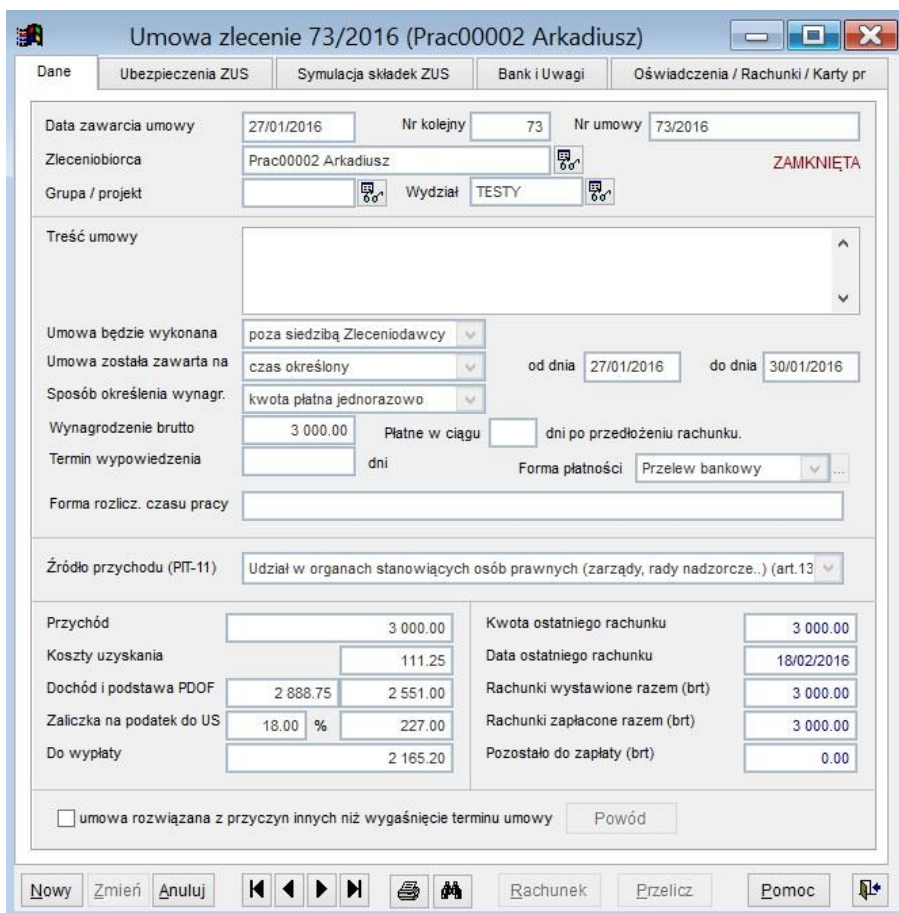 Umowa zlecenie 73/2016 (Prac00002 Arkadiusz)
Dane Ubezpieczenia ZUS Symulacja składek ZUS Bank i Uwagi Oświadczenia / Rachunki / Karty pr
Data zawarcia umowy 27/01/2016 Nr kolejny 73 Nr umowy 73/2016
Zleceniobiorca Prac00002 Arkadiusz ZAMKNIĘTA
Grupa / projekt Wydział TESTY
Treść umowy
Umowa będzie wykonana poza siedzibą Zleceniodawcy
Umowa została zawarta na czas określony od dnia 27/01/2016 do dnia 30/01/2016
Sposób określenia wynagr. kwota płatna jednorazowo
Wynagrodzenie brutto 3 000.00 Płatne w ciągu dni po przedłożeniu rachunku.
Termin wypowiedzenia dni Forma płatności Przelew bankowy ...
Forma rozlicz. czasu pracy
Źródło przychodu (PIT-11) Udział w organach stanowiących osób prawnych (zarządy, rady nadzorcze..) (art.13
Przychód 3 000.00 Kwota ostatniego rachunku 3 000.00
Koszty uzyskania 111.25 Data ostatniego rachunku 18/02/2016
Dochód i podstawa PDOF 2 888.75 2 551.00 Rachunki wystawione razem (brt) 3 000.00
Zaliczka na podatek do US 18.00 % 227.00 Rachunki zapłacone razem (brt) 3 000.00
Do wypłaty 2 165.20 Pozostało do zapłaty (brt) 0.00
umowa rozwiązana z przyczyn innych niż wygaśnięcie terminu umowy Powód
Nowy Zmień Anuluj Rachunek Przelicz Pomoc